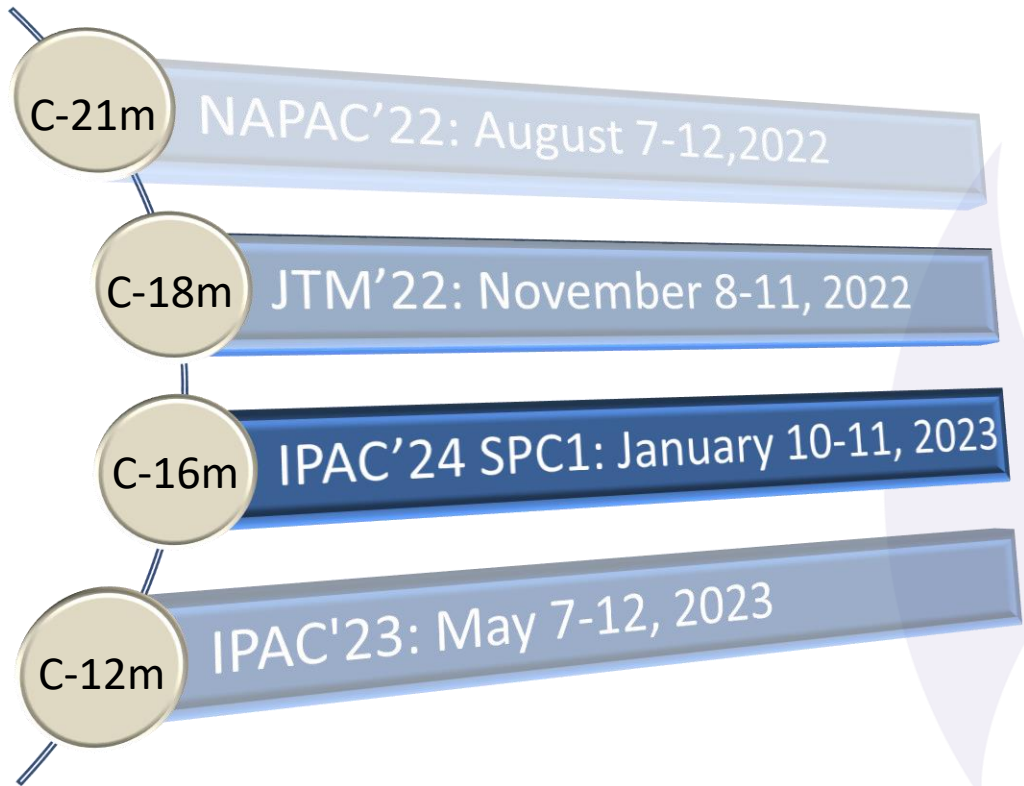 C-21m
NAPAC’22: August 7-12,2022
C-18m
JTM’22: November 8-11, 2022
C-16m
IPAC’24 SPC1: January 10-11, 2023
C-12m
IPAC'23: May 7-12, 2023